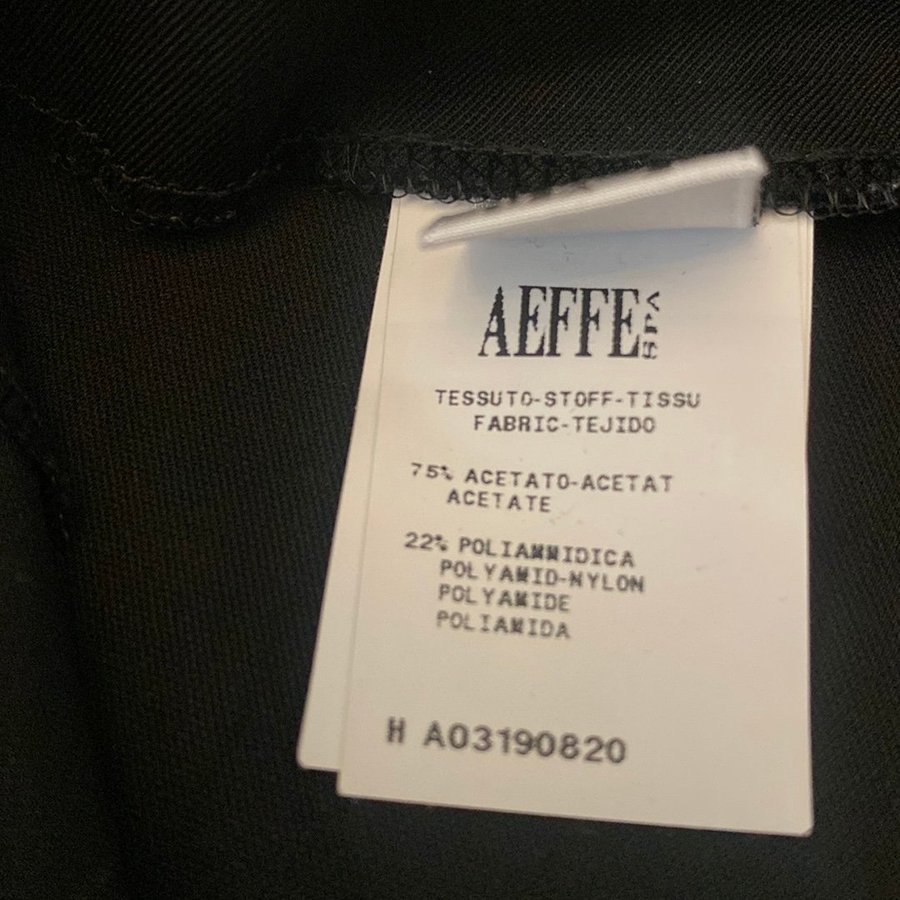 AEFFE SPA
TESSUTO-STOFF-TISSU
FABRIC-TEJIDO
75% ACETATO-ACETAT
ACETATE
22% POLIAMMIDICA
POLYAMID-NYLON
POLYAMIDE
POLIAMIDA
H A03190820